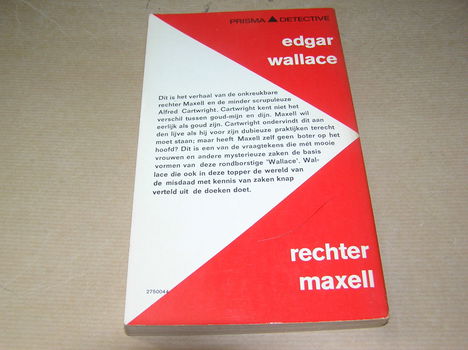 PRISMA DETECTIVE
edgar
wallace
Dit is het verhaal van de onkreukbare
rechter Maxell en de minder scrupuleuze
Alfred Cartwright. Cartwright kent niet het
verschil tussen goud-mijn en dijn. Maxell wil
eerlijk als goud zijn. Cartwright ondervindt dit aan
den lijve als hij voor zijn dubieuze praktijken terecht
moet staan; maar heeft Maxell zelf geen boter op het
hoofd? Dit is een van de vraagtekens die mét mooie
vrouwen en andere mysterieuze zaken de basis
vormen van deze rondborstige 'Wallace'. Wal-
lace die ook in deze topper de wereld van
de misdaad met kennis van zaken knap
verteld uit de doeken doet.
rechter
maxell
2750044